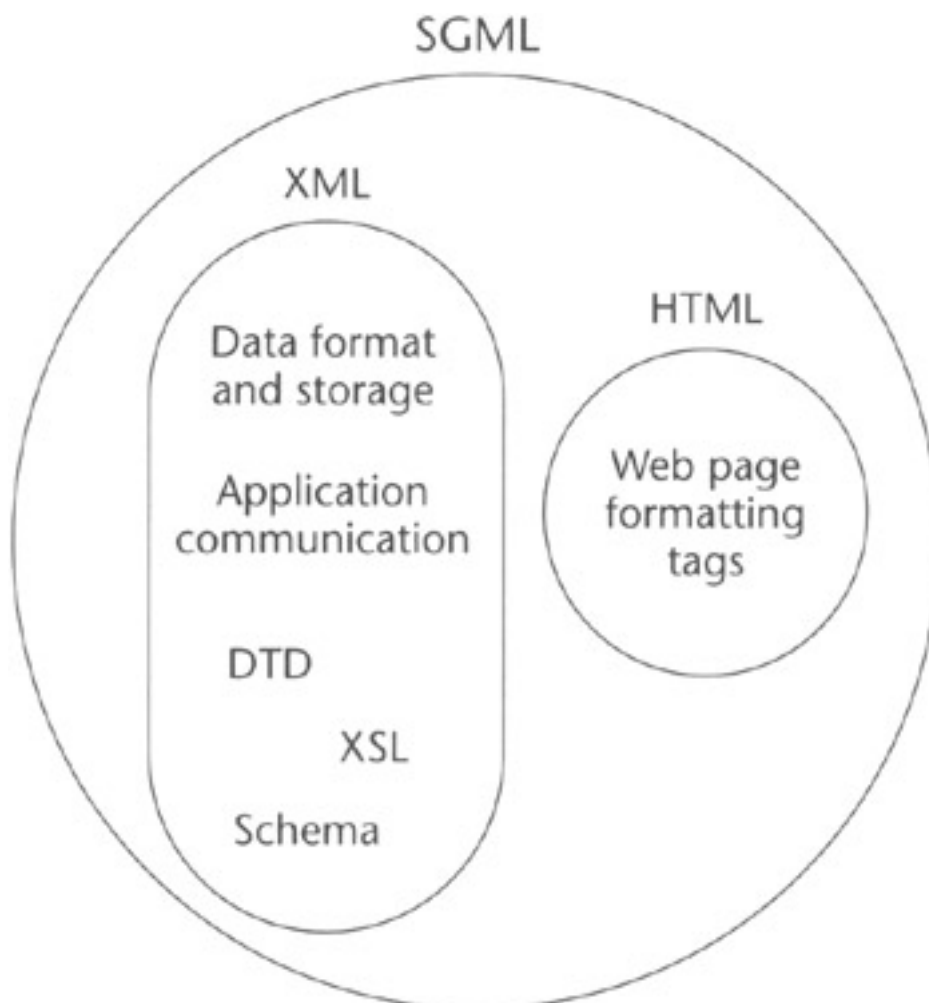 SGML
XML
Data format
and storage
Application
communication
DTD
XSL
Schema
HTML
Web page
formatting
tags